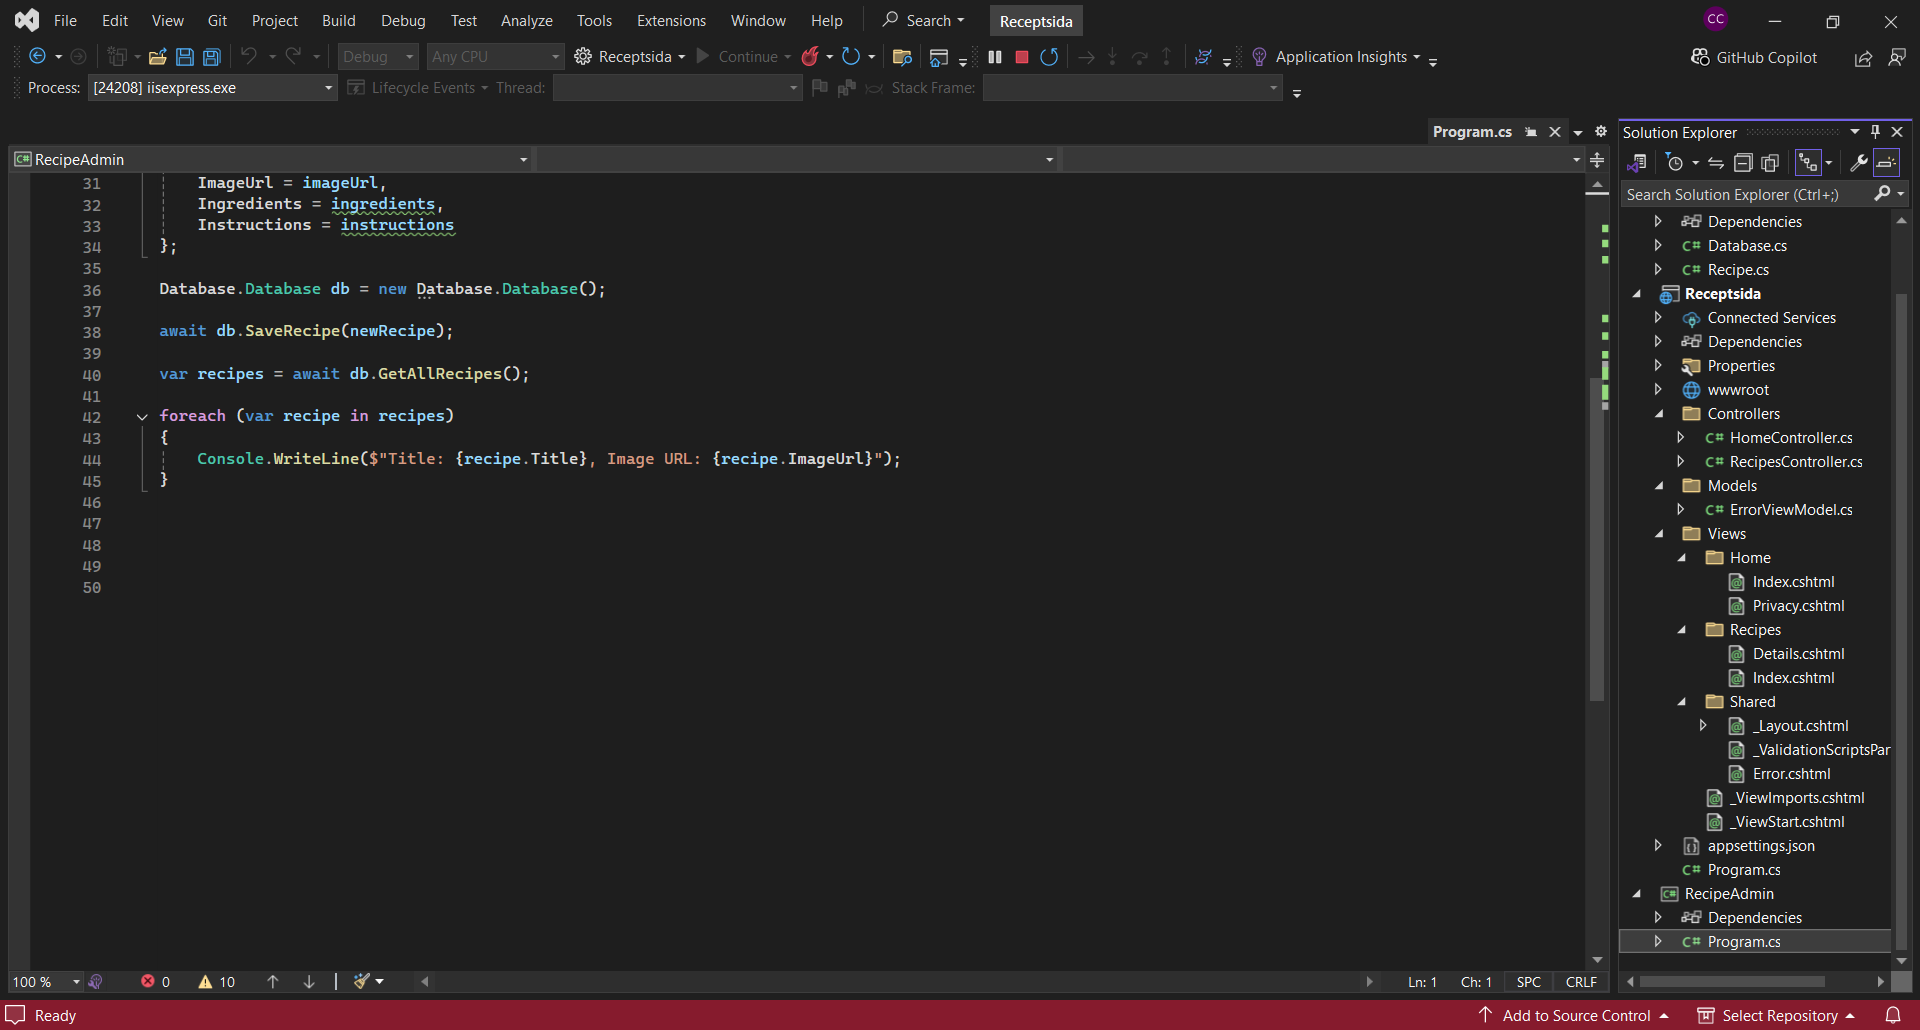 File Edit View Git Project Build Debug Test Analyze Tools Extensions Window Help Search Receptsida CC
Debug Any CPU Receptsida Continue Application Insights GitHub Copilot
Process: [24208] iisexpress.exe Lifecycle Events Thread: Stack Frame:
Program.cs
RecipeAdmin
31 ImageUrl = imageUrl,
32 Ingredients = ingredients,
33 Instructions = instructions
34 };
35
36 Database.Database db = new Database.Database();
37
38 await db.SaveRecipe(newRecipe);
39
40 var recipes = await db.GetAllRecipes();
41
42 foreach (var recipe in recipes)
43 {
44 Console.WriteLine($"Title: {recipe.Title}, Image URL: {recipe.ImageUrl}");
45 }
46
47
48
49
50
100 % 0 10 Ln: 1 Ch: 1 SPC CRLF
Solution Explorer
Search Solution Explorer (Ctrl+;)
Dependencies
C# Database.cs
C# Recipe.cs
Receptsida
Connected Services
Dependencies
Properties
wwwroot
Controllers
C# HomeController.cs
C# RecipesController.cs
Models
C# ErrorViewModel.cs
Views
Home
Index.cshtml
Privacy.cshtml
Recipes
Details.cshtml
Index.cshtml
Shared
_Layout.cshtml
_ValidationScriptsPar
Error.cshtml
_ViewImports.cshtml
_ViewStart.cshtml
appsettings.json
C# Program.cs
C# RecipeAdmin
Dependencies
C# Program.cs
Ready Add to Source Control Select Repository